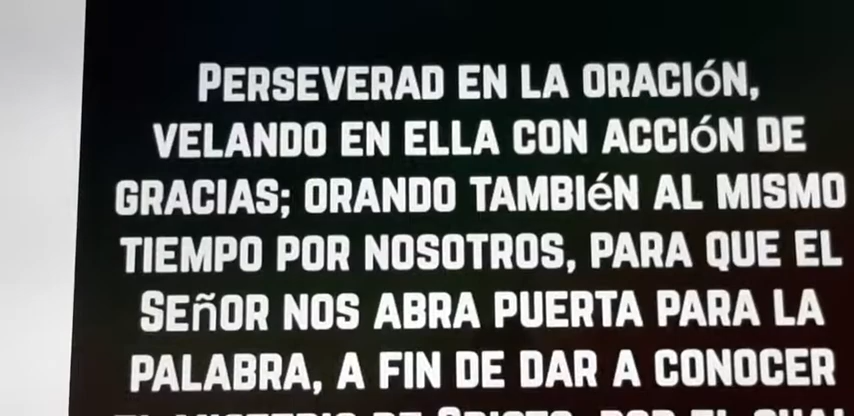 Perseverad en la oración,
velando en ella con acción de
gracias; orando también al mismo
tiempo por nosotros, para que el
Señor nos abra puerta para la
palabra, a fin de dar a conocer